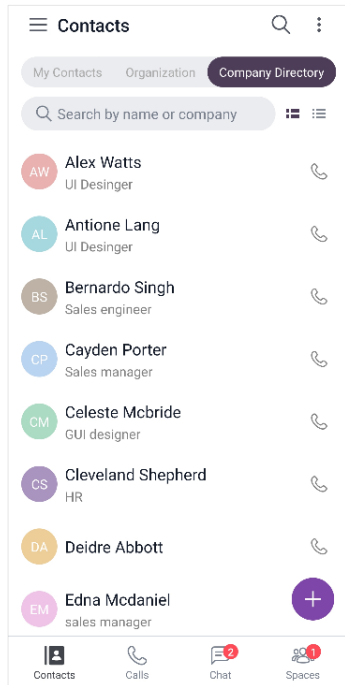 Contacts
My Contacts Organization Company Directory
Search by name or company
AW Alex Watts
UI Desinger
AL Antione Lang
UI Desinger
BS Bernardo Singh
Sales engineer
CP Cayden Porter
Sales manager
CM Celeste Mcbride
GUI designer
CS Cleveland Shepherd
HR
DA Deidre Abbott
EM Edna Mcdaniel
sales manager
2 1
Contacts Calls Chat Spaces